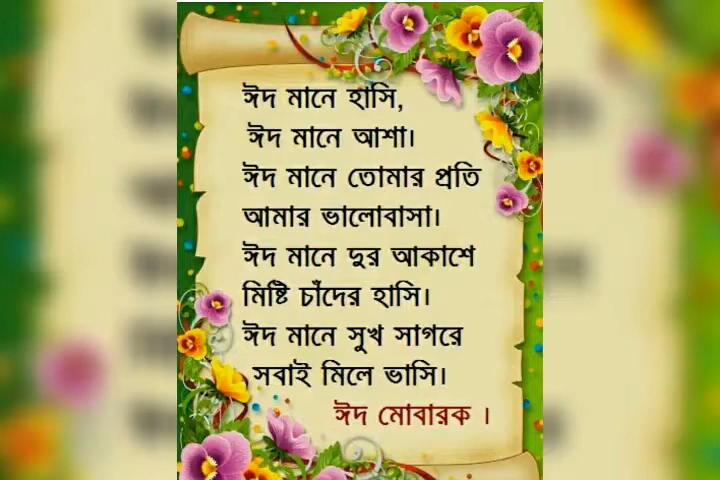 ঈদ মানে হাসি,
ঈদ মানে আশা।
ঈদ মানে তোমার প্রতি
আমার ভালোবাসা।
ঈদ মানে দুর আকাশে
মিষ্টি চাঁদের হাসি।
ঈদ মানে সুখ সাগরে
সবাই মিলে ভাসি।
ঈদ মোবারক ।